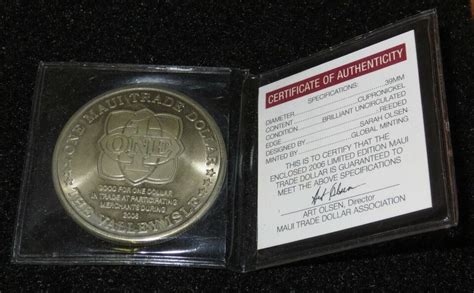 ONE MAUI TRADE DOLLAR
ONE
GOOD FOR ONE DOLLAR
IN TRADE AT PARTICIPATING
MERCHANTS DURING
2006
THE VALLEY ISLE
CERTIFICATE OF AUTHENTICITY
SPECIFICATIONS:
DIAMETER.....................39MM
CONTENT.....................CUPRONICKEL
CONDITION..........BRILLIANT UNCIRCULATED
EDGE.....................REEDED
DESIGNED BY.....................SARAH OLSEN
MINTED BY.....................GLOBAL MINTING
THIS IS TO CERTIFY THAT THE
ENCLOSED 2006 LIMITED EDITION MAUI
TRADE DOLLAR IS GUARANTEED TO
MEET THE ABOVE SPECIFICATIONS
Art Olsen
ART OLSEN, Director
MAUI TRADE DOLLAR ASSOCIATION